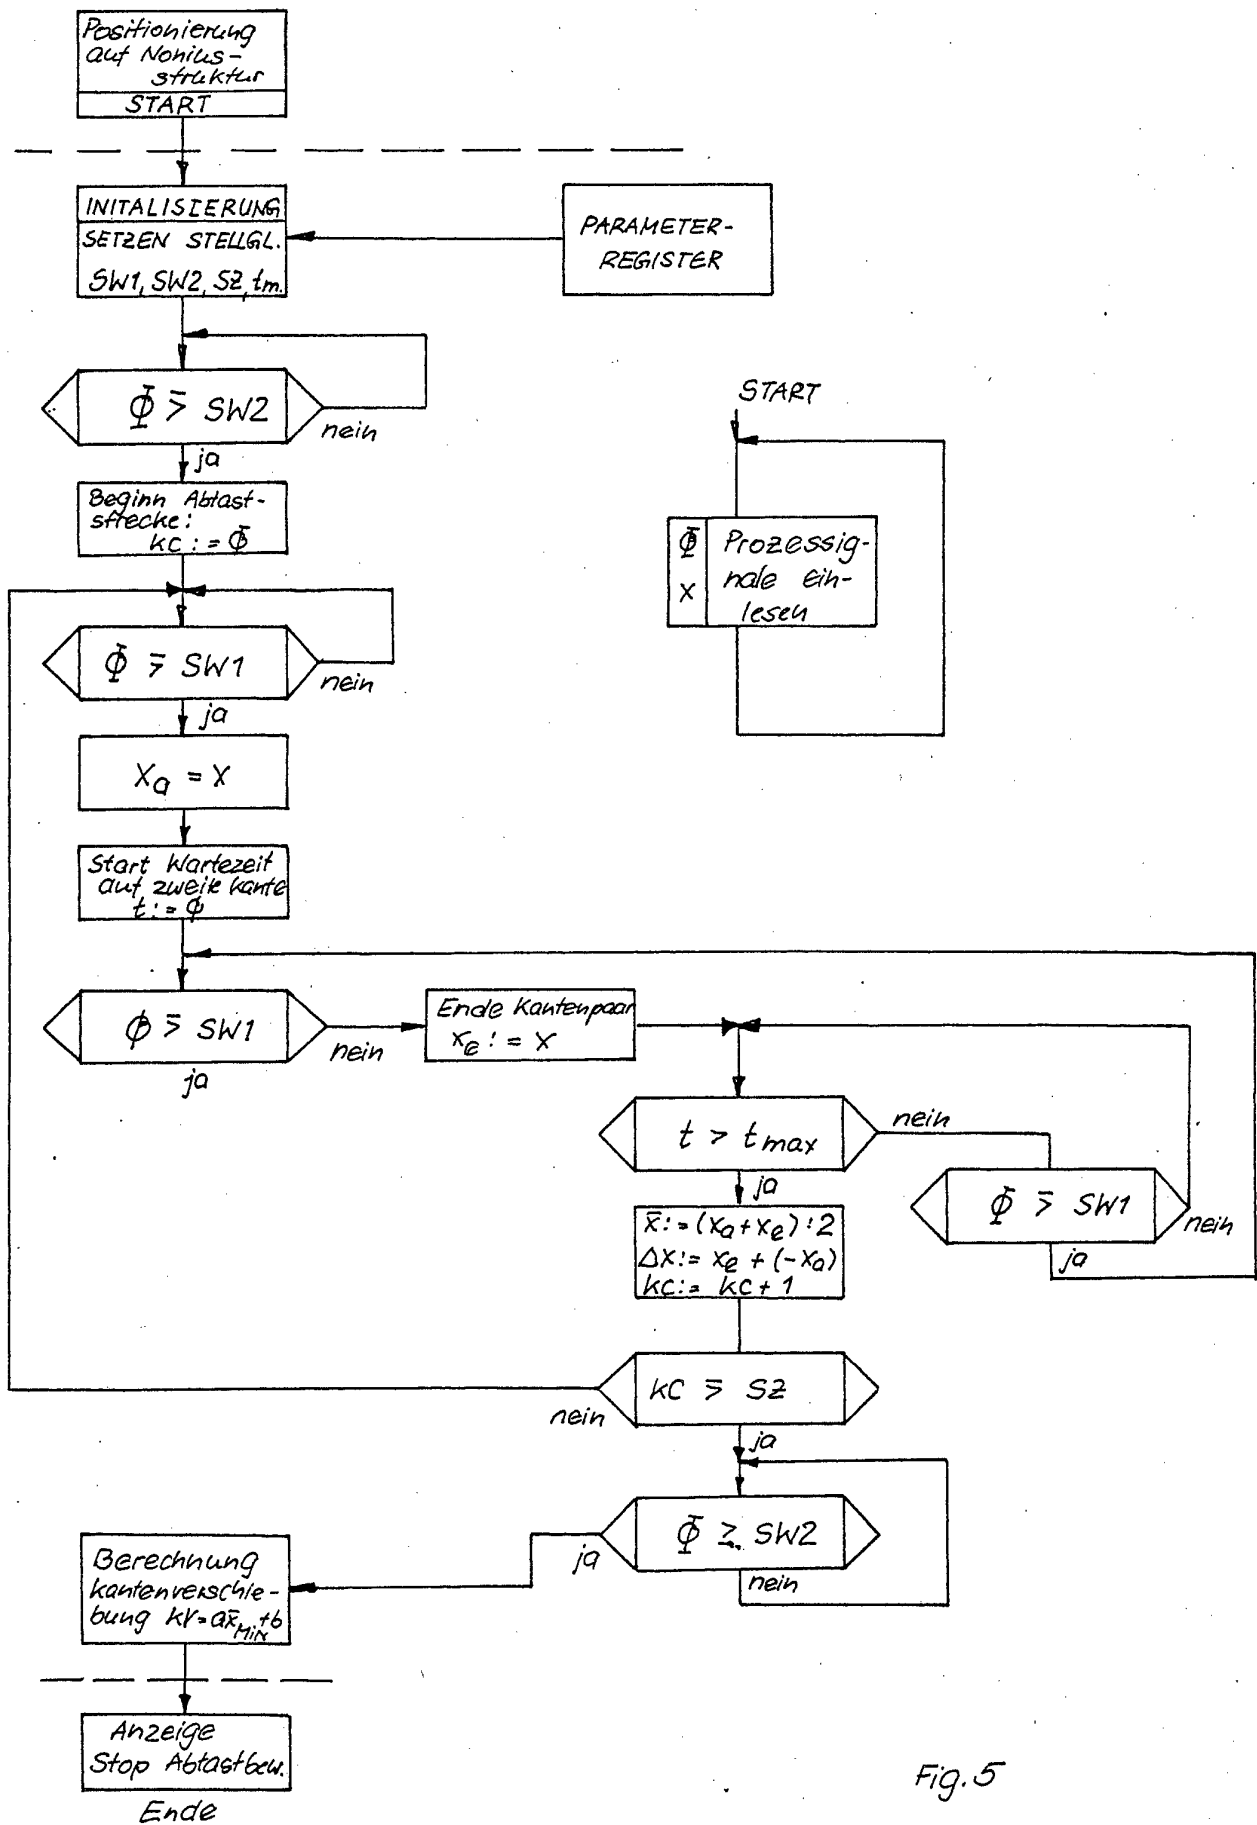 Positionierung
auf Nonius-
struktur
START
INITALISIERUNG
SETZEN STELLGL.
SW1, SW2, SZ, tm.
PARAMETER-
REGISTER
Φ ⋝ SW2
nein
ja
START
Beginn Abtast-
strecke:
kc := Φ
Φ Prozessig-
X nale ein-
lesen
Φ ⋝ SW1
nein
ja
Xa = X
Start Wartezeit
auf zweite Kante
t := Φ
Φ ⋝ SW1
nein
ja
Ende Kantenpaar
xe := X
t > tmax
nein
ja
Φ ⋝ SW1
nein
ja
x̄ := (xa+xe) : 2
Δx := xe + (-xa)
kc := kc + 1
kc ⋝ SZ
nein
ja
Φ ≥ SW2
ja
nein
Berechnung
Kantenverschie-
bung KV=ax̄Min+b
Anzeige
Stop Abtastbew.
Ende
Fig. 5